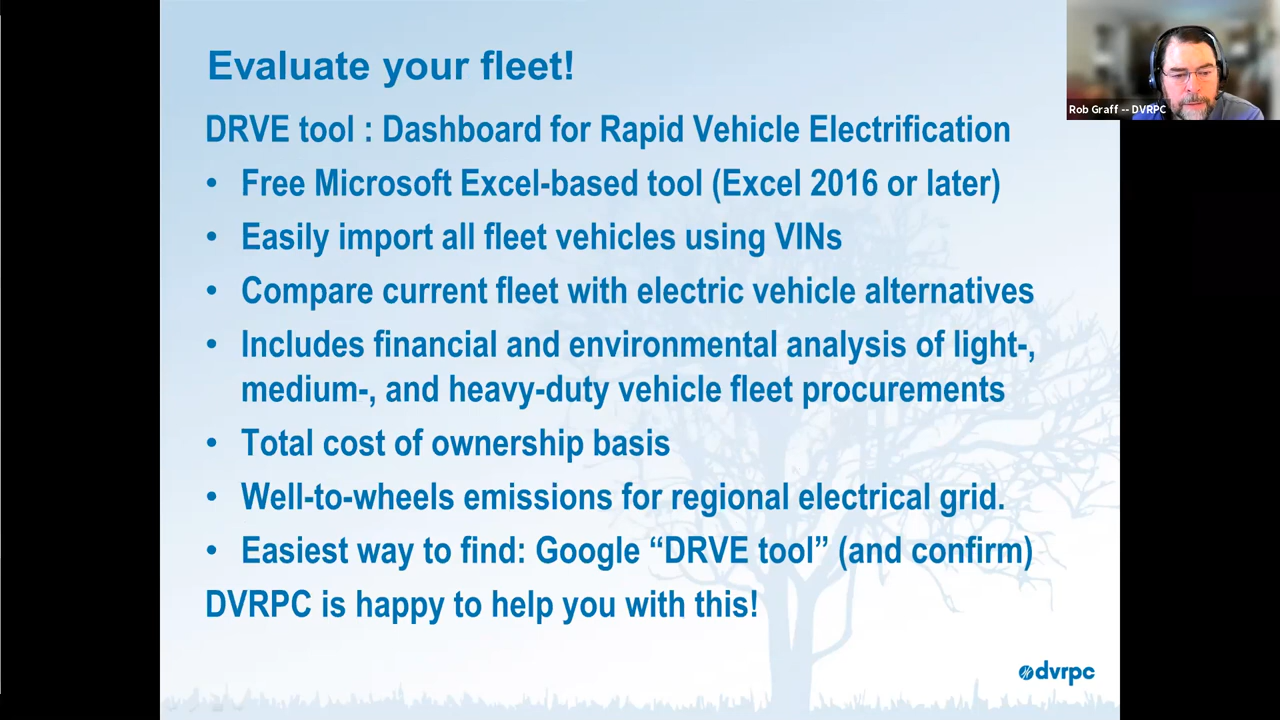 Evaluate your fleet!
Rob Graff -- DVRPC
DRVE tool : Dashboard for Rapid Vehicle Electrification
• Free Microsoft Excel-based tool (Excel 2016 or later)
• Easily import all fleet vehicles using VINs
• Compare current fleet with electric vehicle alternatives
• Includes financial and environmental analysis of light-,
medium-, and heavy-duty vehicle fleet procurements
• Total cost of ownership basis
• Well-to-wheels emissions for regional electrical grid.
• Easiest way to find: Google “DRVE tool” (and confirm)
DVRPC is happy to help you with this!
dvrpc